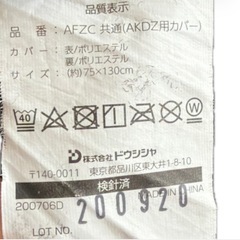 品質表示
品 番 : AFZC 共通(AKDZ用カバー)
カバー : 表/ポリエステル
裏/ポリエステル
サイズ : (約)75×130cm
40
W
株式会社ドウシシャ
〒140-0011 東京都品川区東大井1-8-10
検針済
MADE IN CHINA
200706D
200920
LOT NO.